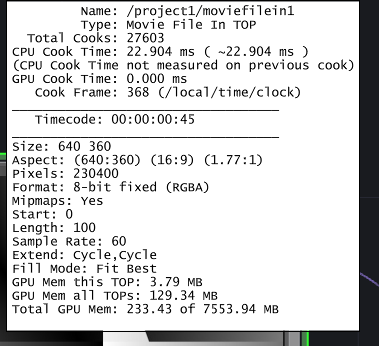 Name: /project1/moviefilein1
Type: Movie File In TOP
Total Cooks: 27603
CPU Cook Time: 22.904 ms ( ~22.904 ms )
(CPU Cook Time not measured on previous cook)
GPU Cook Time: 0.000 ms
Cook Frame: 368 (/local/time/clock)
Timecode: 00:00:00:45
Size: 640 360
Aspect: (640:360) (16:9) (1.77:1)
Pixels: 230400
Format: 8-bit fixed (RGBA)
Mipmaps: Yes
Start: 0
Length: 100
Sample Rate: 60
Extend: Cycle,Cycle
Fill Mode: Fit Best
GPU Mem this TOP: 3.79 MB
GPU Mem all TOPs: 129.34 MB
Total GPU Mem: 233.43 of 7553.94 MB